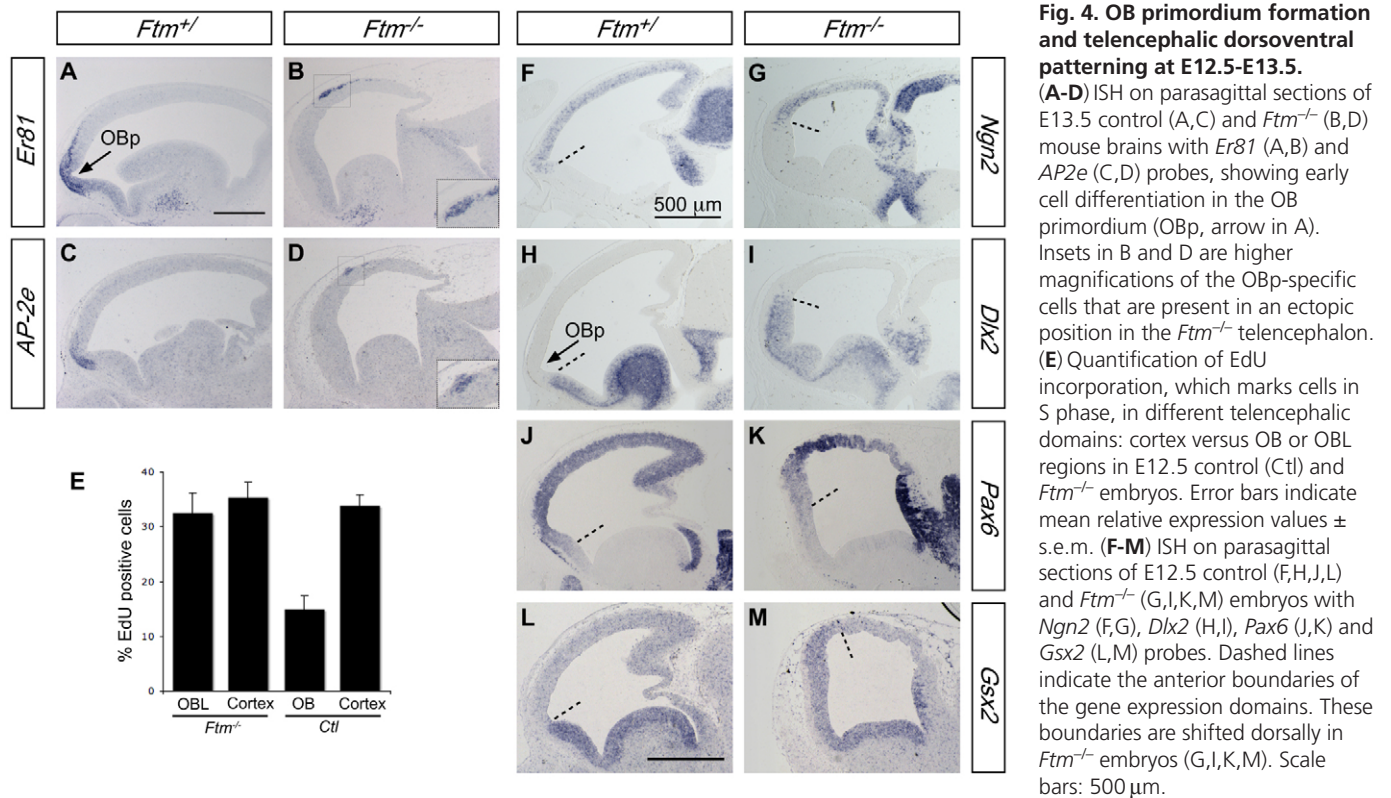 Ftm+/
Ftm-/-
Ftm+/
Ftm-/-
Er81
A
OBp
B
F
500 µm
G
Ngn2
AP-2e
C
D
H
OBp
I
Dlx2
E
% EdU positive cells
40
30
20
10
0
OBL Cortex OB Cortex
Ftm-/- Ctl
J
K
Pax6
L
M
Gsx2
Fig. 4. OB primordium formation
and telencephalic dorsoventral
patterning at E12.5-E13.5.
(A-D) ISH on parasagittal sections of
E13.5 control (A,C) and Ftm–/– (B,D)
mouse brains with Er81 (A,B) and
AP2e (C,D) probes, showing early
cell differentiation in the OB
primordium (OBp, arrow in A).
Insets in B and D are higher
magnifications of the OBp-specific
cells that are present in an ectopic
position in the Ftm–/– telencephalon.
(E) Quantification of EdU
incorporation, which marks cells in
S phase, in different telencephalic
domains: cortex versus OB or OBL
regions in E12.5 control (Ctl) and
Ftm–/– embryos. Error bars indicate
mean relative expression values ±
s.e.m. (F-M) ISH on parasagittal
sections of E12.5 control (F,H,J,L)
and Ftm–/– (G,I,K,M) embryos with
Ngn2 (F,G), Dlx2 (H,I), Pax6 (J,K) and
Gsx2 (L,M) probes. Dashed lines
indicate the anterior boundaries of
the gene expression domains. These
boundaries are shifted dorsally in
Ftm–/– embryos (G,I,K,M). Scale
bars: 500 µm.